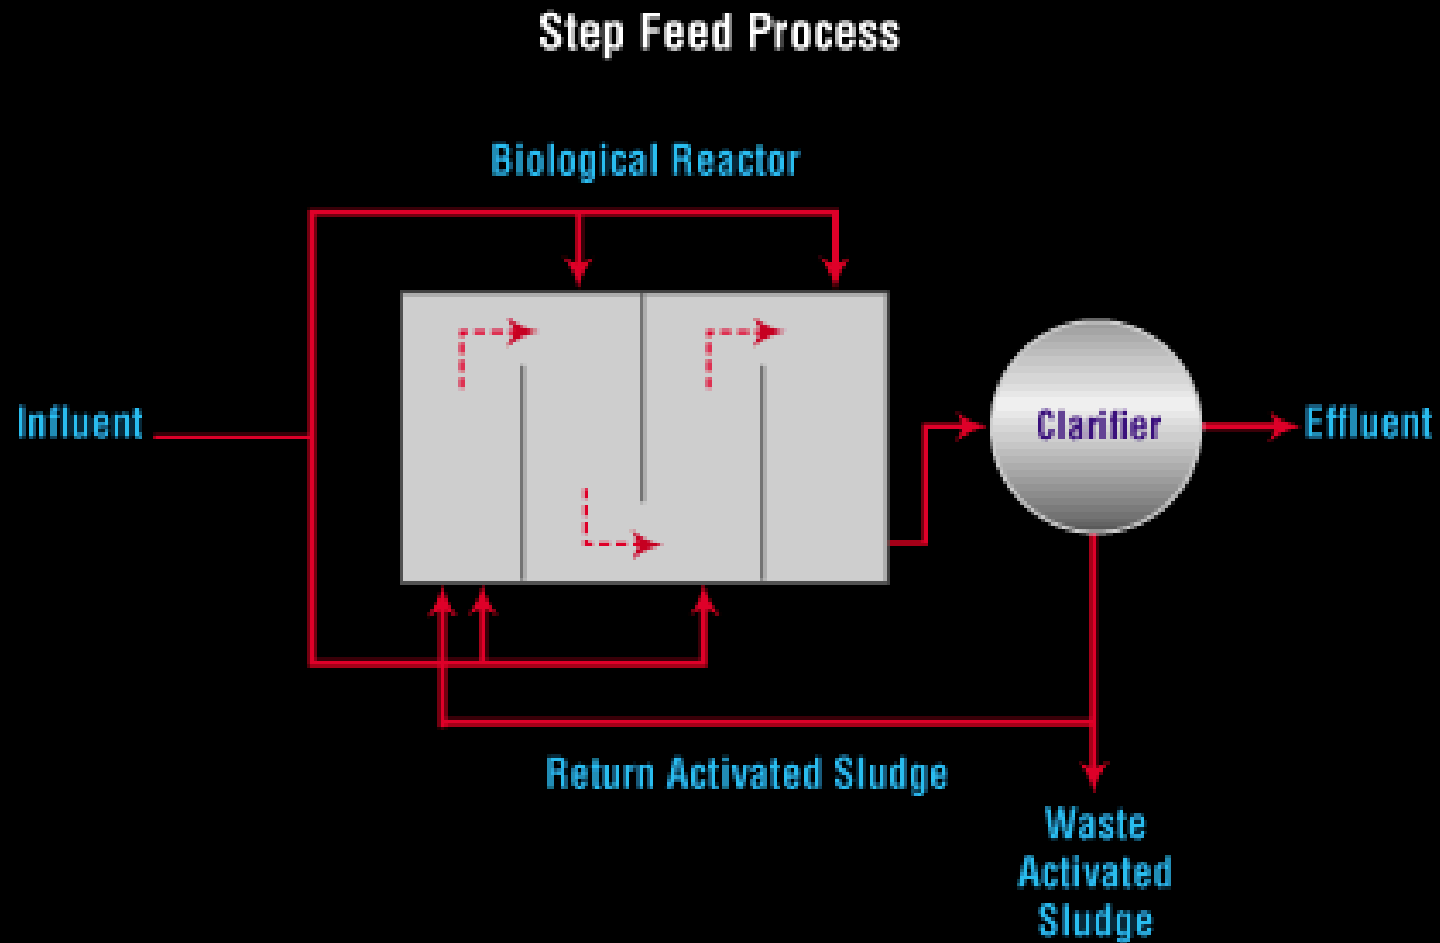 Step Feed Process
Biological Reactor
Influent
Clarifier
Effluent
Return Activated Sludge
Waste
Activated
Sludge